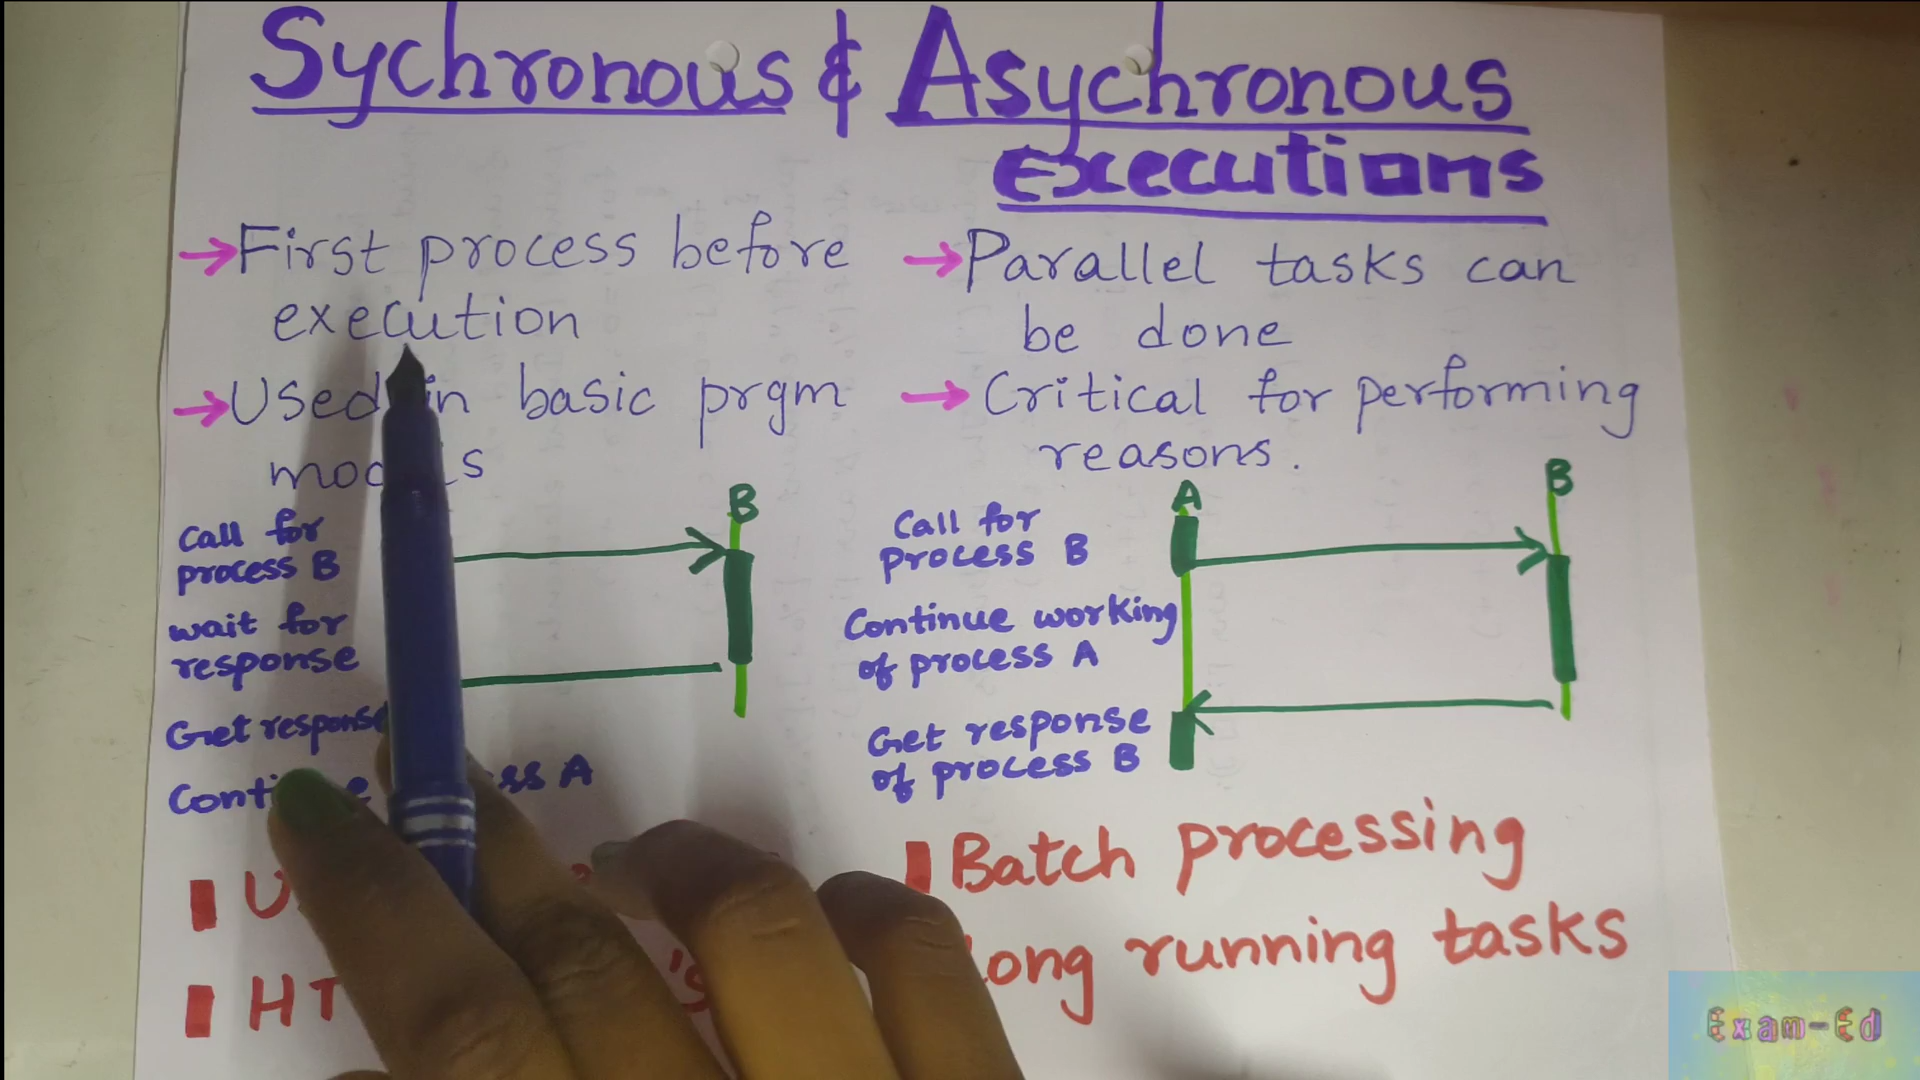 Sychronous & Asychronous
Executions
→First process before
execution
→Used in basic prgm
Call for
process B
wait for
response
Get response
A
B
→Parallel tasks can
be done
→Critical for performing
reasons.
Call for
process B
Continue working
of process A
Get response
of process B
A
B
Batch processing
running tasks
Exam-Ed